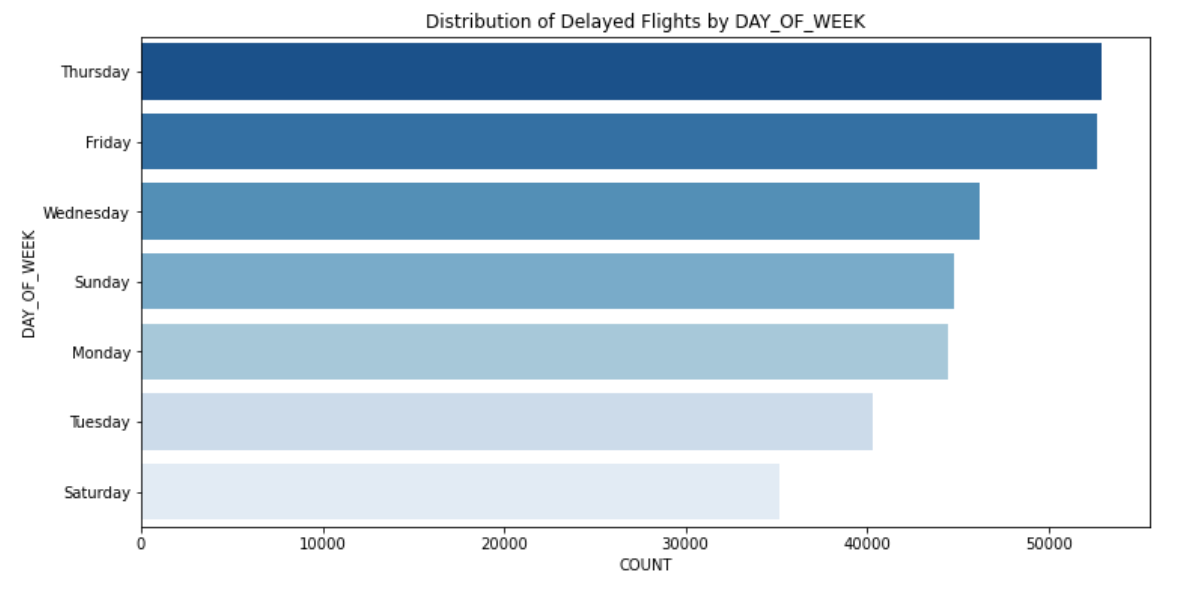 Distribution of Delayed Flights by DAY_OF_WEEK
Thursday
Friday
Wednesday
Sunday
Monday
Tuesday
Saturday
DAY_OF_WEEK
0 10000 20000 30000 40000 50000
COUNT